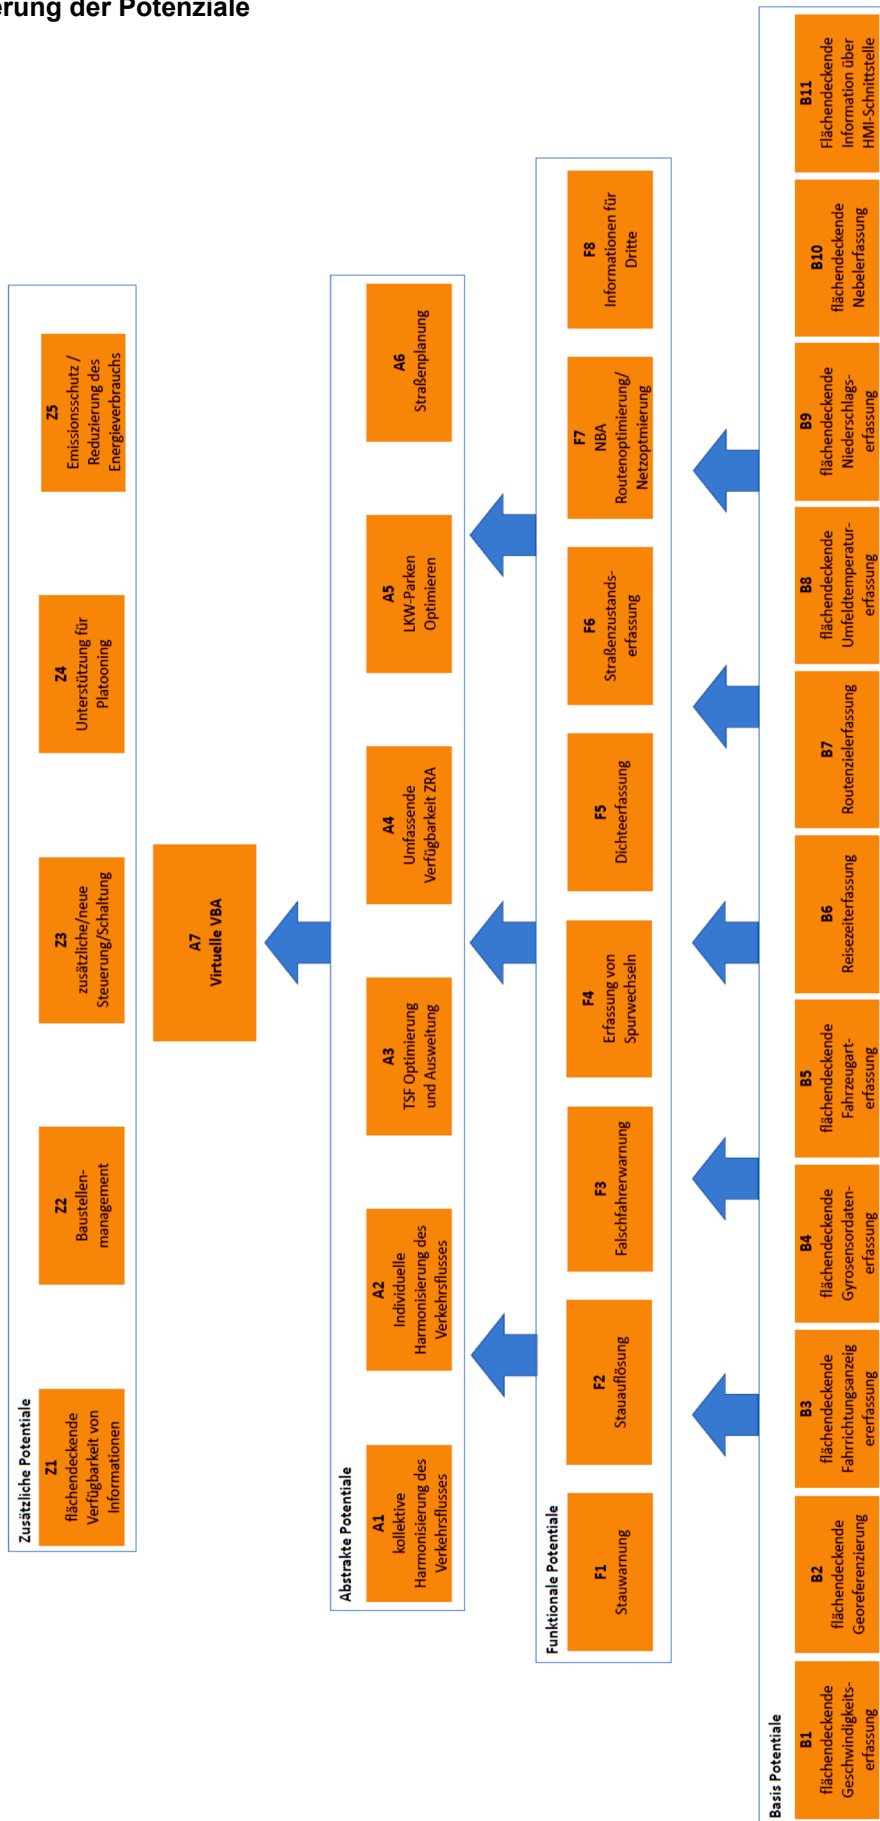 erung der Potenziale
Zusätzliche Potentiale
Z1
flächendeckende
Verfügbarkeit von
Informationen
Z2
Baustellen-
management
Z3
zusätzliche/neue
Steuerung/Schaltung
Z4
Unterstützung für
Platooning
Z5
Emissionsschutz /
Reduzierung des
Energieverbrauchs
A7
Virtuelle VBA
Abstrakte Potentiale
A1
kollektive
Harmonisierung des
Verkehrsflusses
A2
Individuelle
Harmonisierung des
Verkehrsflusses
A3
TSF Optimierung
und Ausweitung
A4
Umfassende
Verfügbarkeit ZRA
A5
LKW-Parken
Optimieren
A6
Straßenplanung
Funktionale Potentiale
F1
Stauwarnung
F2
Stauauflösung
F3
Falschfahrerwarnung
F4
Erfassung von
Spurwechseln
F5
Dichteerfassung
F6
Straßenzustands-
erfassung
F7
NBA
Routenoptimierung/
Netzoptmierung
F8
Informationen für
Dritte
Basis Potentiale
B1
flächendeckende
Geschwindigkeits-
erfassung
B2
flächendeckende
Georeferenzierung
B3
flächendeckende
Fahrrichtungsanzeig
ererfassung
B4
flächendeckende
Gyrosensordaten-
erfassung
B5
flächendeckende
Fahrzeugart-
erfassung
B6
Reisezeiterfassung
B7
Routenzielerfassung
B8
flächendeckende
Umfeldtemperatur-
erfassung
B9
flächendeckende
Niederschlags-
erfassung
B10
flächendeckende
Nebelerfassung
B11
Flächendeckende
Information über
HMI-Schnittstelle